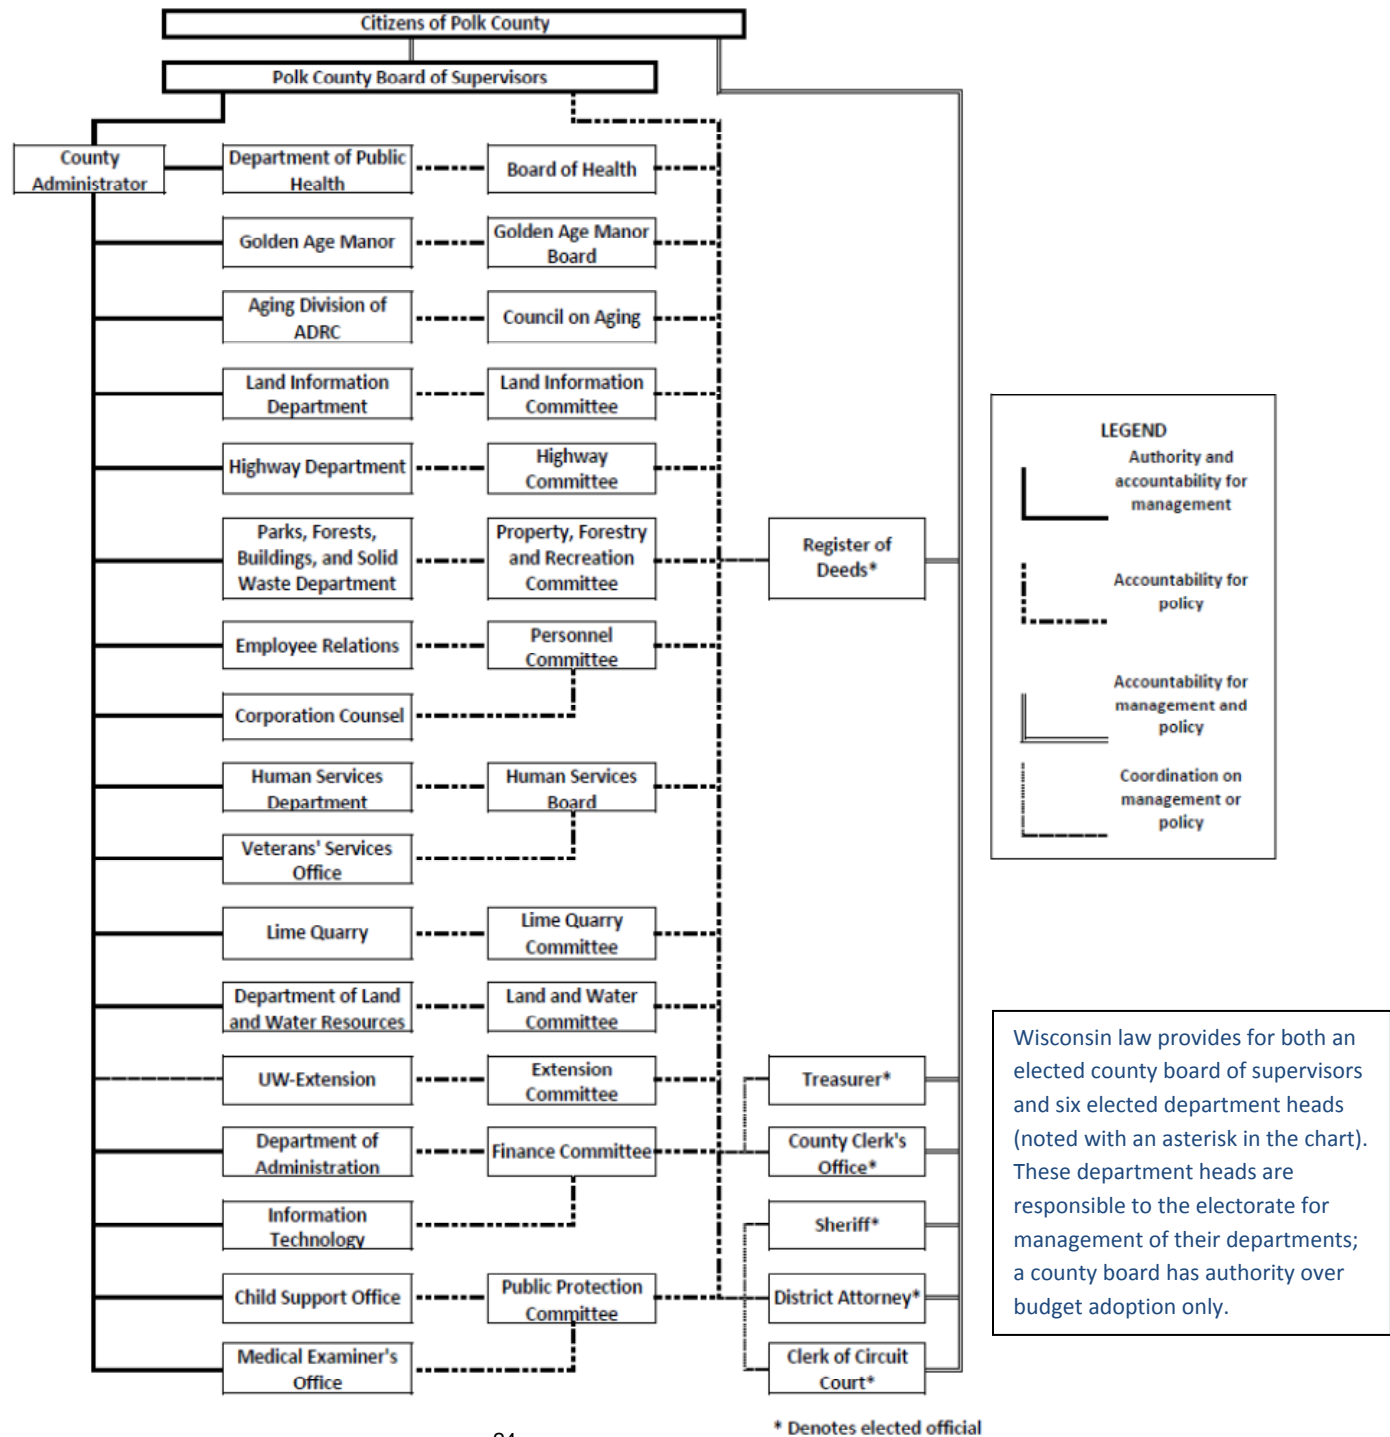 Citizens of Polk County
Polk County Board of Supervisors
County
Administrator
Department of Public
Health
Board of Health
Golden Age Manor
Golden Age Manor
Board
Aging Division of
ADRC
Council on Aging
Land Information
Department
Land Information
Committee
Highway Department
Highway
Committee
Parks, Forests,
Buildings, and Solid
Waste Department
Property, Forestry
and Recreation
Committee
Register of
Deeds*
Employee Relations
Personnel
Committee
Corporation Counsel
Human Services
Department
Human Services
Board
Veterans' Services
Office
Lime Quarry
Lime Quarry
Committee
Department of Land
and Water Resources
Land and Water
Committee
UW-Extension
Extension
Committee
Treasurer*
Department of
Administration
Finance Committee
County Clerk's
Office*
Information
Technology
Sheriff*
Child Support Office
Public Protection
Committee
District Attorney*
Medical Examiner's
Office
Clerk of Circuit
Court*
* Denotes elected official
LEGEND
Authority and
accountability for
management
Accountability for
policy
Accountability for
management and
policy
Coordination on
management or
policy
Wisconsin law provides for both an
elected county board of supervisors
and six elected department heads
(noted with an asterisk in the chart).
These department heads are
responsible to the electorate for
management of their departments;
a county board has authority over
budget adoption only.